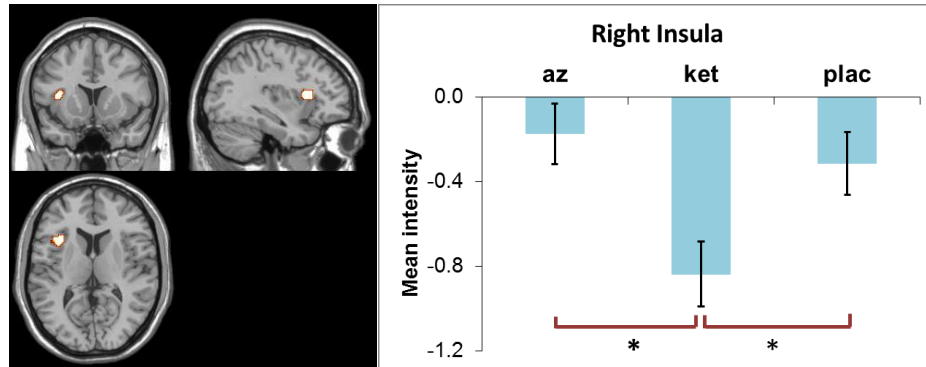 Right Insula
az ket plac
0.0
-0.4
-0.8
-1.2
Mean intensity
* *